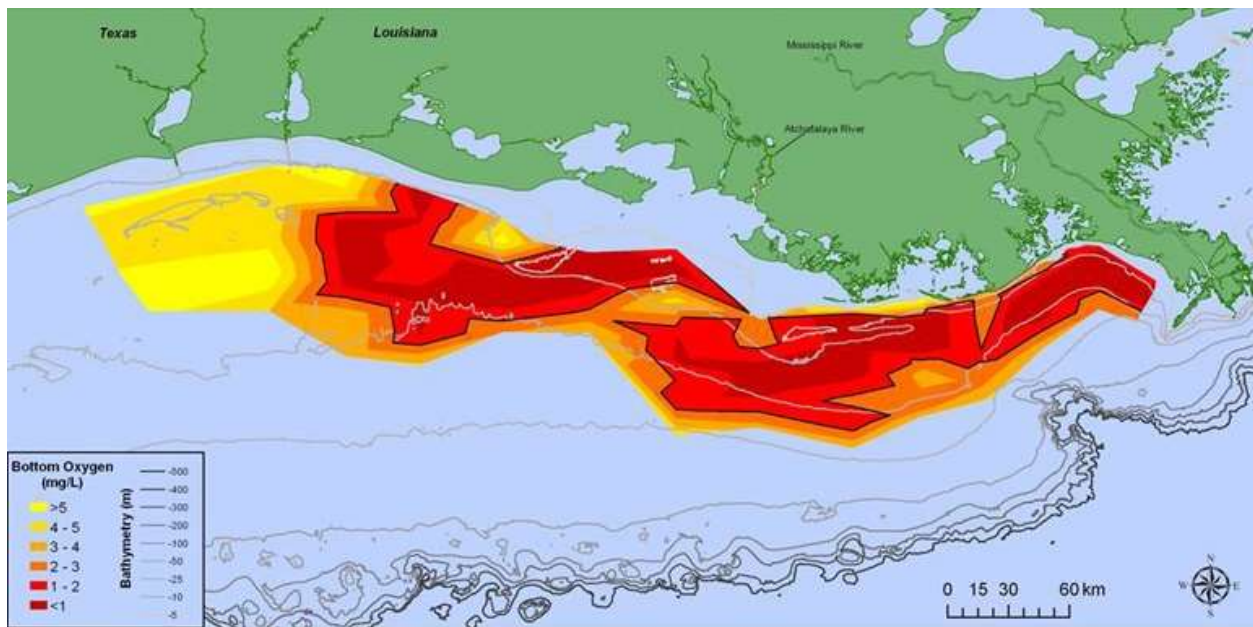 Texas
Louisiana
Mississippi River
Atchafalaya River
Bottom Oxygen
(mg/L)
>5
4 - 5
3 - 4
2 - 3
1 - 2
<1
Bathymetry (m)
-500
-400
-300
-200
-100
-50
-25
-10
-5
0 15 30 60 km
N
W E
S